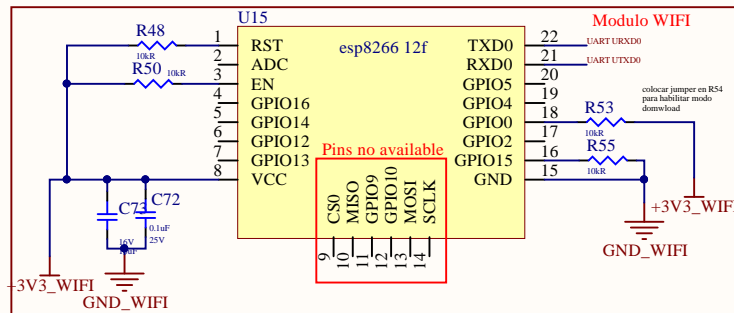 U15
Modulo WIFI
esp8266 12f
R48
10kR
R50
10kR
1
2
3
4
5
6
7
8
RST
ADC
EN
GPIO16
GPIO14
GPIO12
GPIO13
VCC
TXD0
RXD0
GPIO5
GPIO4
GPIO0
GPIO2
GPIO15
GND
22
21
20
19
18
17
16
15
UART URXD0
UART UTXD0
colocar jumper en R54
para habilitar modo
domwload
R53
10kR
R55
10kR
Pins no available
CS0
MISO
GPIO9
GPIO10
MOSI
SCLK
9
10
11
12
13
14
C73
16V
C72
0.1uF
25V
+3V3_WIFI
GND_WIFI
GND_WIFI
+3V3_WIFI